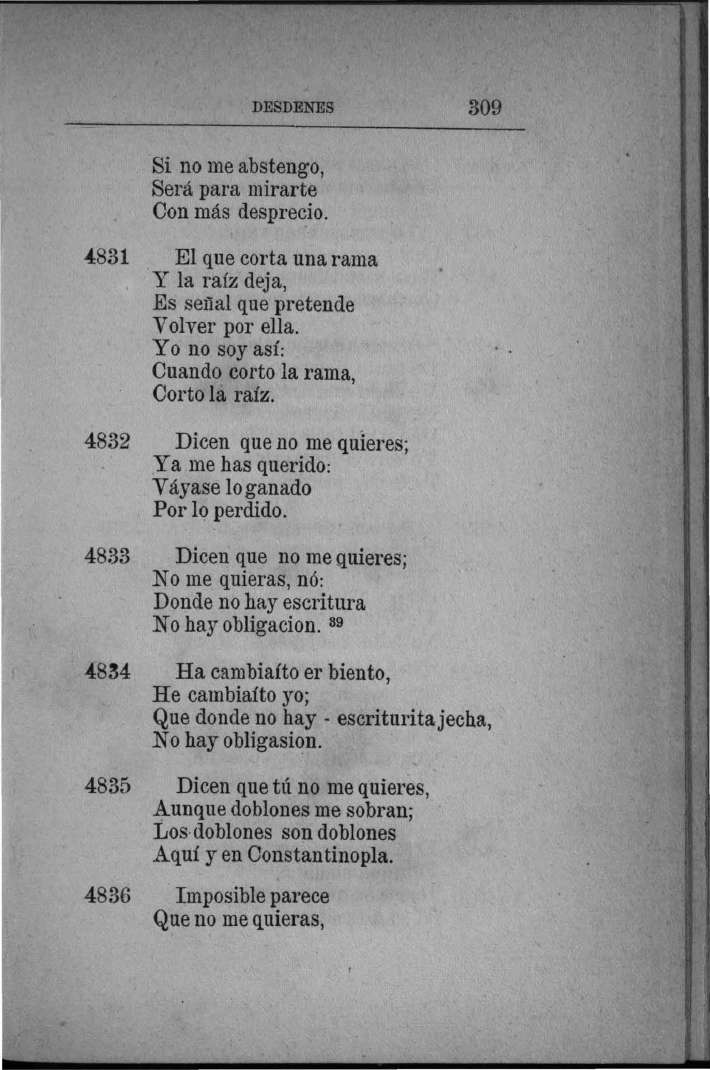 DESDENES 309
Si no me abstengo,
Será para mirarte
Con más desprecio.
4831 El que corta una rama
Y la raíz deja,
Es señal que pretende
Volver por ella.
Yo no soy así:
Cuando corto la rama,
Corto la raíz.
4832 Dicen que no me quieres;
Ya me has querido:
Váyase lo ganado
Por lo perdido.
4833 Dicen que no me quieres;
No me quieras, nó:
Donde no hay escritura
No hay obligacion. 39
4834 Ha cambiaíto er biento,
He cambiaíto yo;
Que donde no hay - escriturita jecha,
No hay obligasion.
4835 Dicen que tú no me quieres,
Aunque doblones me sobran;
Los doblones son doblones
Aquí y en Constantinopla.
4836 Imposible parece
Que no me quieras,